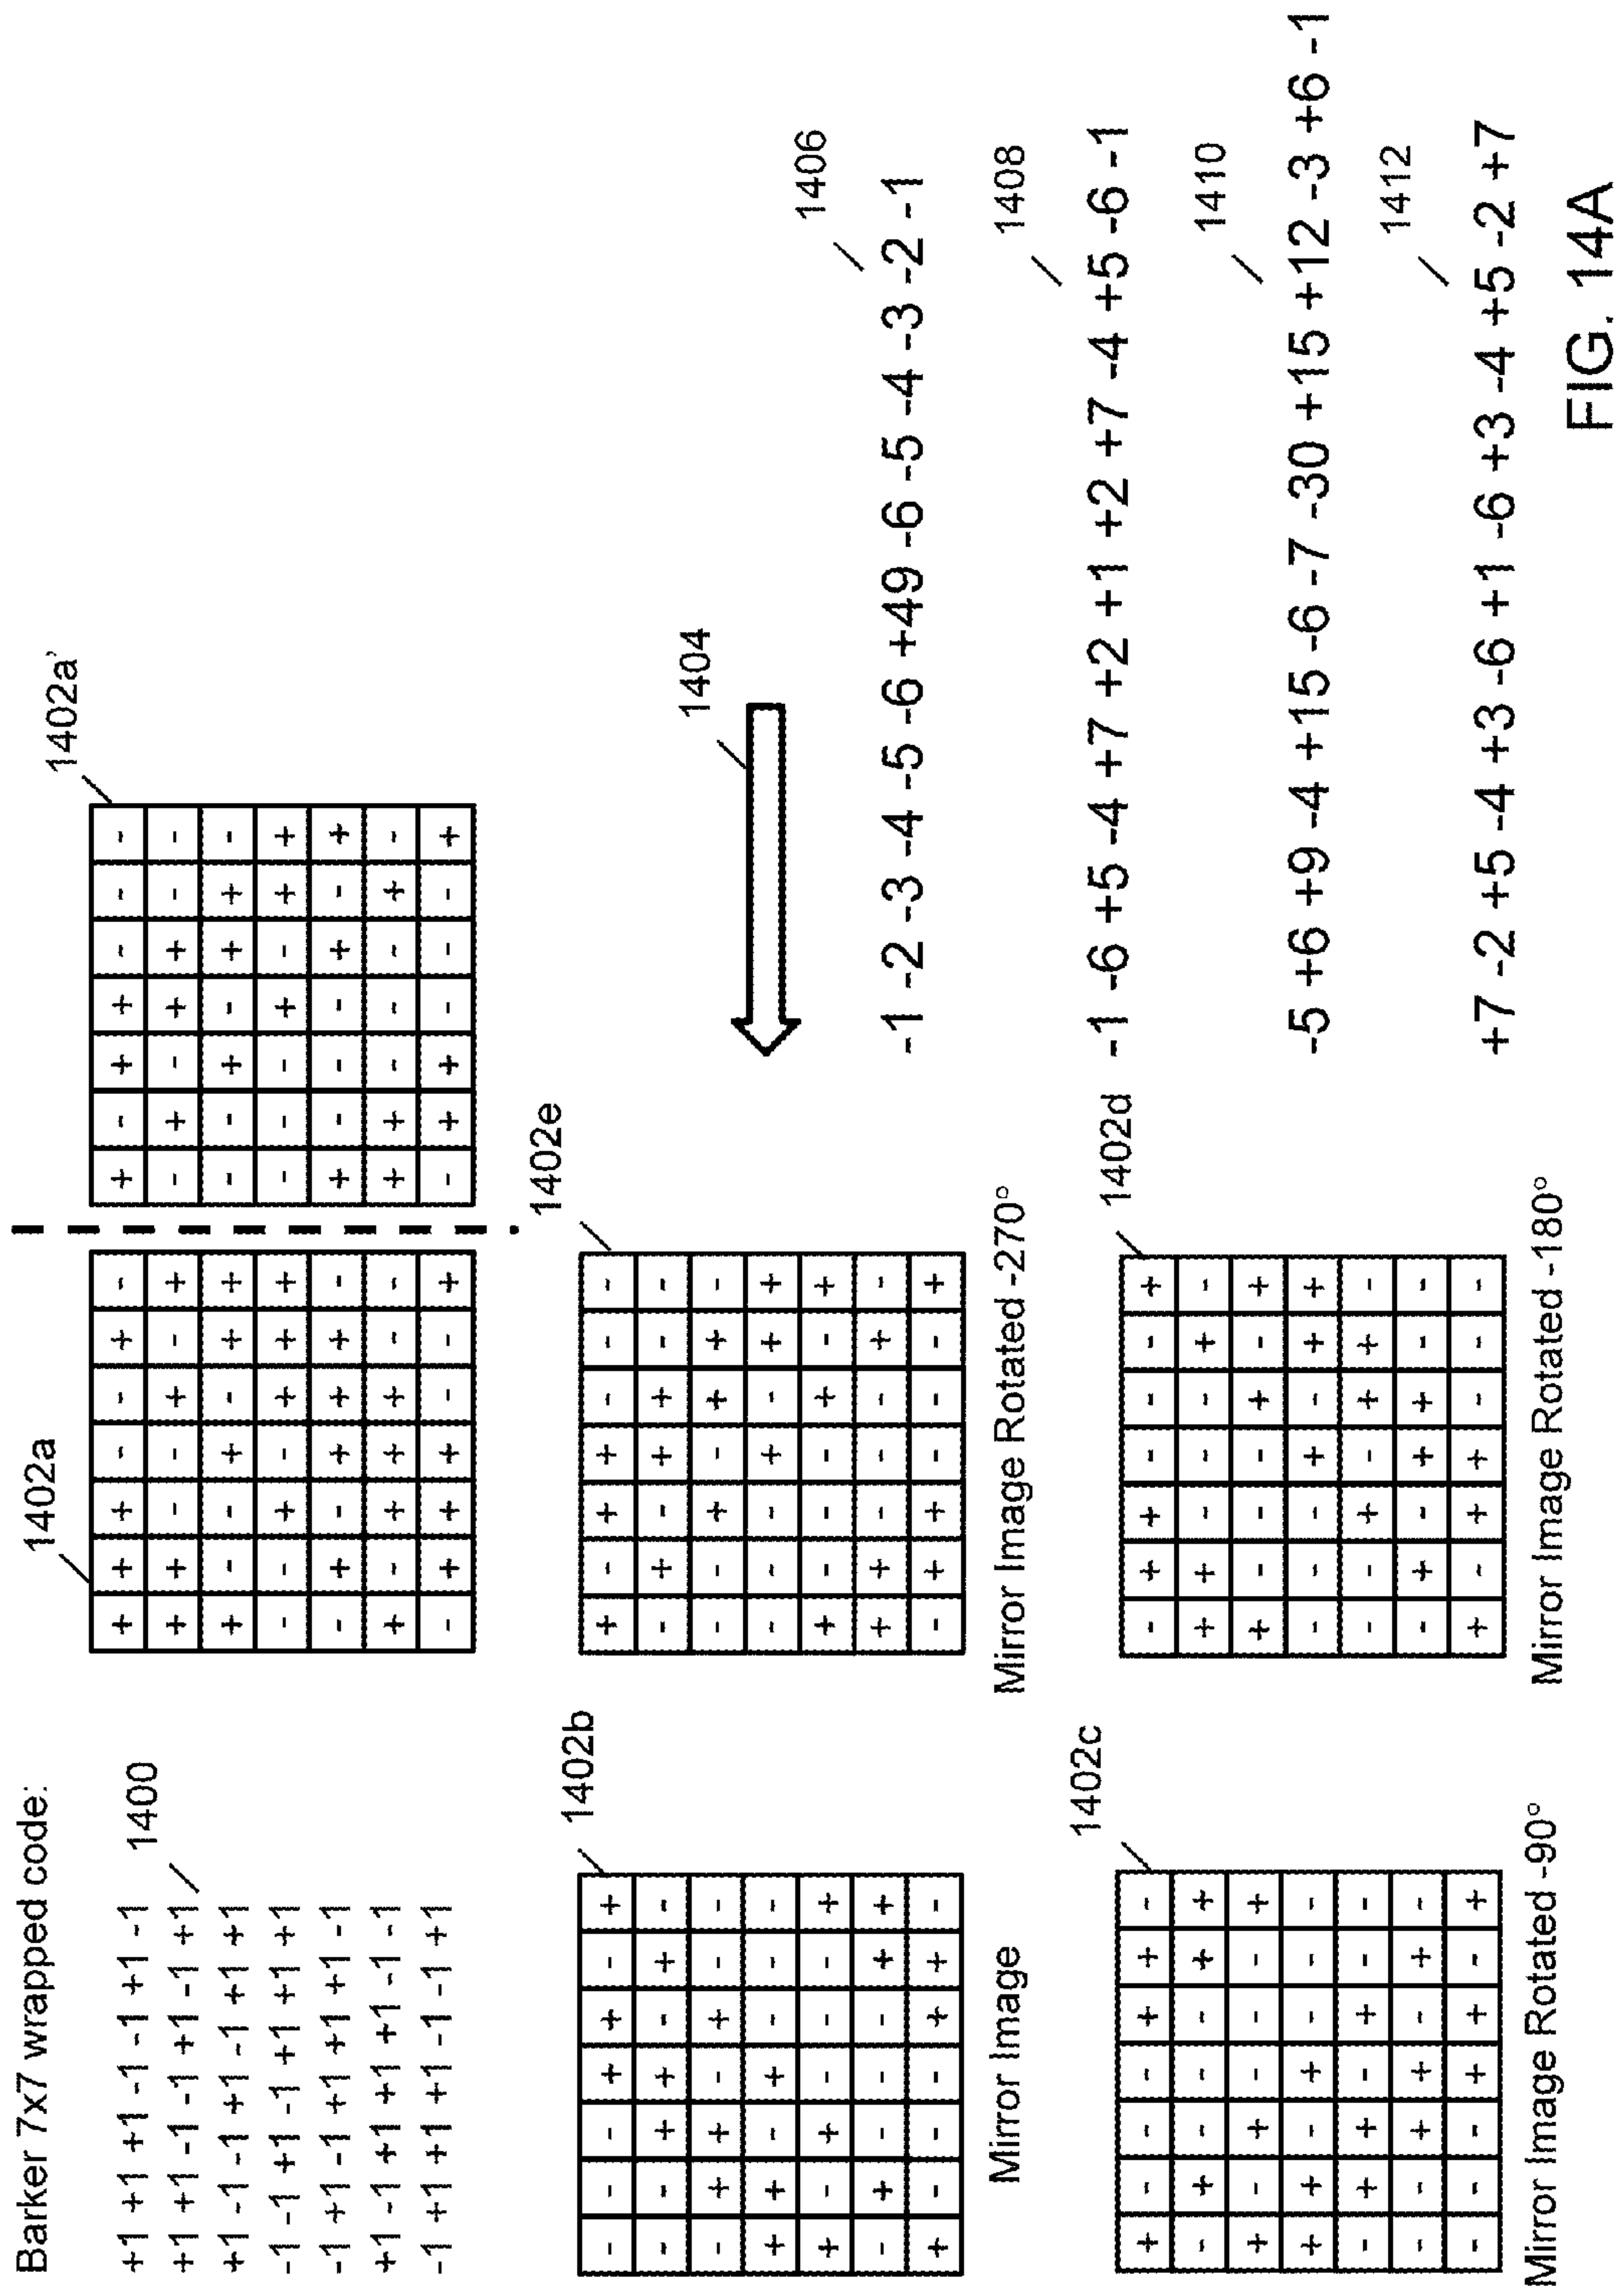 Barker 7x7 wrapped code:
1400
+1 +1 +1 -1 -1 +1 -1
+1 +1 -1 -1 +1 -1 +1
+1 -1 -1 +1 -1 +1 +1
-1 -1 +1 -1 +1 +1 +1
-1 +1 -1 +1 +1 +1 -1
+1 -1 +1 +1 +1 -1 -1
-1 +1 +1 +1 -1 -1 +1
1402a
+ + + - - + -
+ + - - + - +
+ - - + - + +
- - + - + + +
- + - + + + -
+ - + + + - -
- + + + - - +
1402a'
+ - + + - - -
- + - + + - -
- - + - + + -
- - - + - + +
+ - - - + - +
+ + - - - + -
- + + - - - +
1402b
- - - + + - +
- - + + - + -
- + + - + - -
+ + - + - - -
+ - + - - - +
- + - - - + +
+ - - - + + -
Mirror Image
1402e
+ - + + - - -
- + - + + - -
- - + - + + -
- - - + - + +
+ - - - + - +
+ + - - - + -
- + + - - - +
Mirror Image Rotated -270°
1402c
+ - - - + + -
- + - - - + +
+ - + - - - +
+ + - + - - -
- + + - + - -
- - + + - + -
- - - + + - +
Mirror Image Rotated -90°
1402d
- + + - - - +
+ + - - - + -
+ - - - + - +
- - - + - + +
- - + - + + -
- + - + + - -
+ - + + - - -
Mirror Image Rotated -180°
1404
1406
-1 -2 -3 -4 -5 -6 +49 -6 -5 -4 -3 -2 -1
1408
-1 -6 +5 -4 +7 +2 +1 +2 +7 -4 +5 -6 -1
1410
-5 +6 +9 -4 +15 -6 -7 -30 +15 +12 -3 +6 -1
1412
+7 -2 +5 -4 +3 -6 +1 -6 +3 -4 +5 -2 +7
FIG. 14A